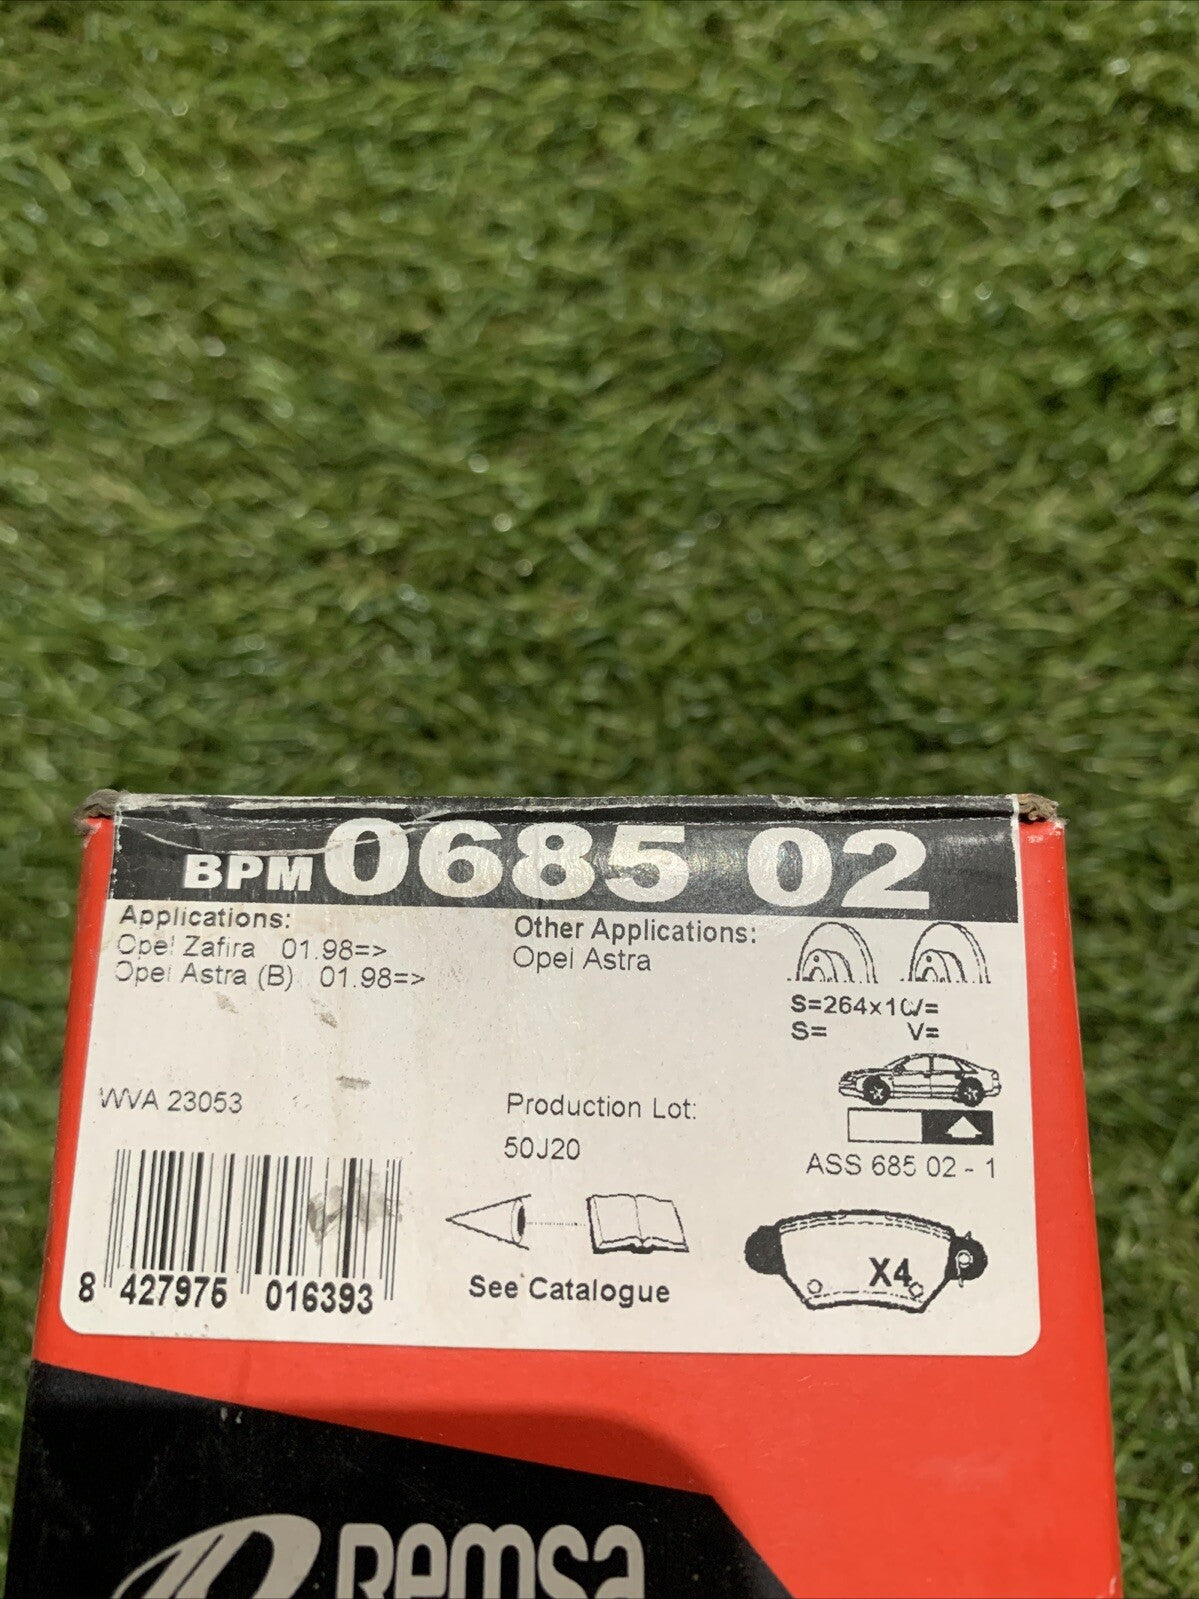 BPM 0685 02
Applications:
Opel Zafira 01.98=>
Opel Astra (B) 01.98=>
Other Applications:
Opel Astra
S=264x10 V=
S= V=
WVA 23053
Production Lot:
50J20
ASS 685 02 - 1
X4
See Catalogue
8 427975 016393
Remsa